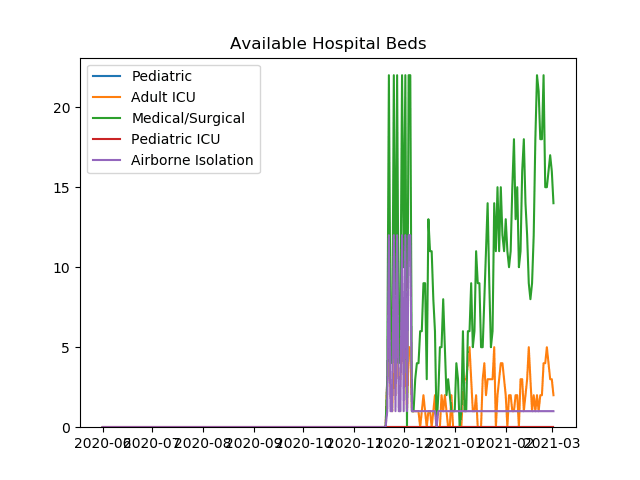 Available Hospital Beds
Pediatric
Adult ICU
Medical/Surgical
Pediatric ICU
Airborne Isolation
20
15
10
5
0
2020-06 2020-07 2020-08 2020-09 2020-10 2020-11 2020-12 2021-01 2021-02 2021-03